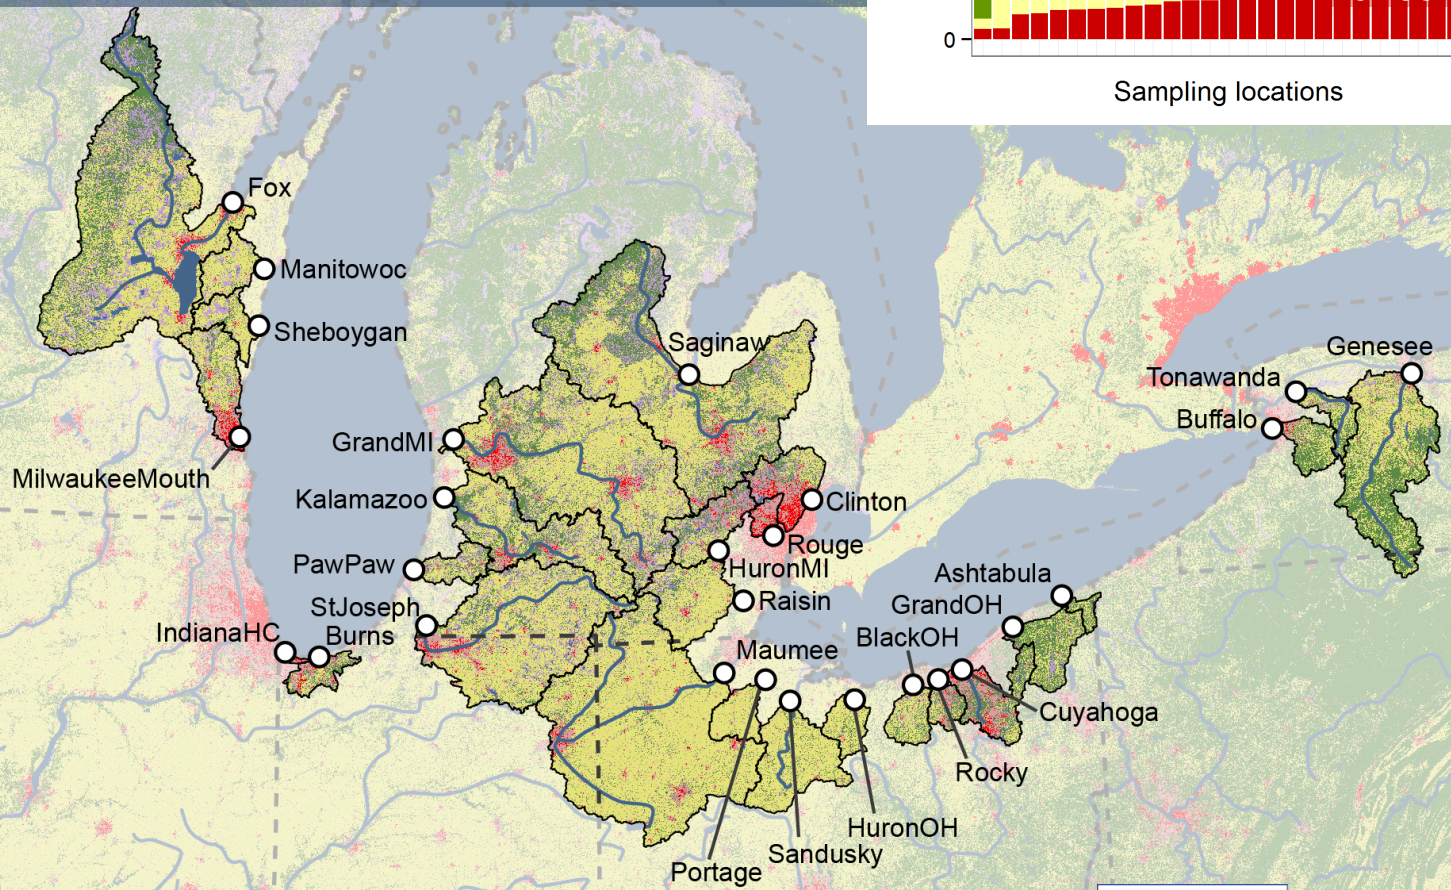 0
Sampling locations
Fox
Manitowoc
Sheboygan
MilwaukeeMouth
Saginaw
GrandMI
Kalamazoo
Clinton
Rouge
PawPaw
HuronMI
StJoseph
Raisin
IndianaHC
Burns
Genesee
Tonawanda
Buffalo
Ashtabula
GrandOH
BlackOH
Maumee
Cuyahoga
Rocky
HuronOH
Sandusky
Portage